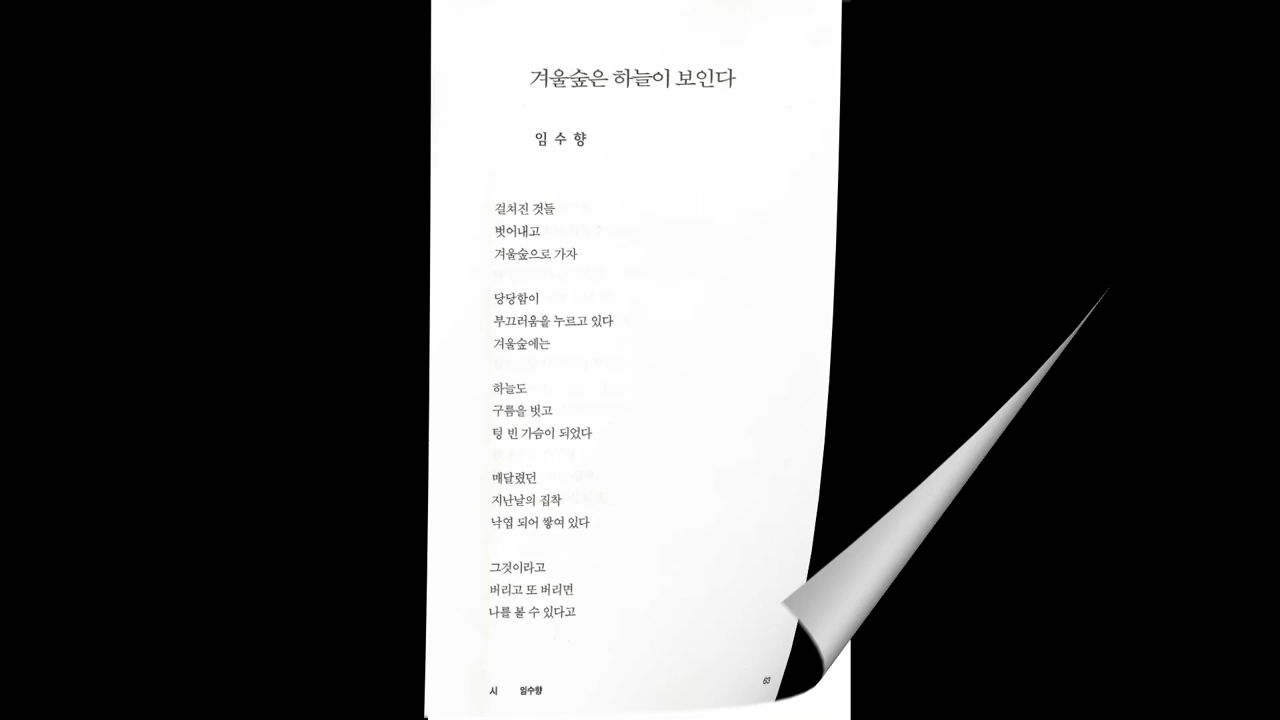 겨울숲은 하늘이 보인다
임 수 향
걸쳐진 것들
벗어내고
겨울숲으로 가자
당당함이
부끄러움을 누르고 있다
겨울숲에는
하늘도
구름을 벗고
텅 빈 가슴이 되었다
매달렸던
지난날의 집착
낙엽 되어 쌓여 있다
그것이라고
버리고 또 버리면
나를 볼 수 있다고
시 임수향
63